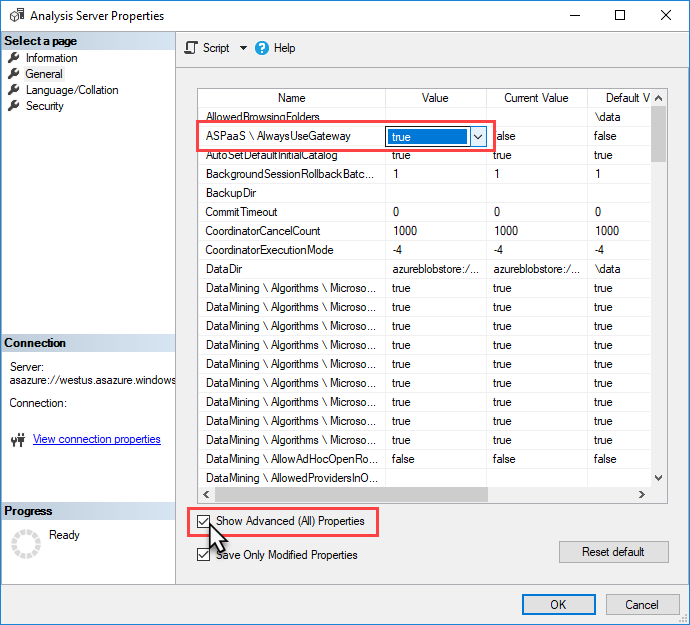 Analysis Server Properties
Select a page
Information
General
Language/Collation
Security
Connection
Server:
asazure://westus.asazure.windows
Connection:
View connection properties
Progress
Ready
Script Help
Name Value Current Value Default V
AllowedBrowsingFolders \data
ASPaaS \ AlwaysUseGateway true alse false
AutoSetDefaultInitialCatalog true true true
BackgroundSessionRollbackBatc... 1 1 1
BackupDir
CommitTimeout 0 0 0
CoordinatorCancelCount 1000 1000 1000
CoordinatorExecutionMode -4 -4 -4
DataDir azureblobstore:/... azureblobstore:/... \data
DataMining \ Algorithms \ Microso... true true true
DataMining \ Algorithms \ Microso... true true true
DataMining \ Algorithms \ Microso... true true true
DataMining \ Algorithms \ Microso... true true true
DataMining \ Algorithms \ Microso... true true true
DataMining \ Algorithms \ Microso... true true true
DataMining \ Algorithms \ Microso... true true true
DataMining \ Algorithms \ Microso... true true true
DataMining \ Algorithms \ Microso... true true true
DataMining \ AllowAdHocOpenRo... false false false
DataMining \ AllowedProvidersInO...
Show Advanced (All) Properties
Save Only Modified Properties
Reset default
OK Cancel